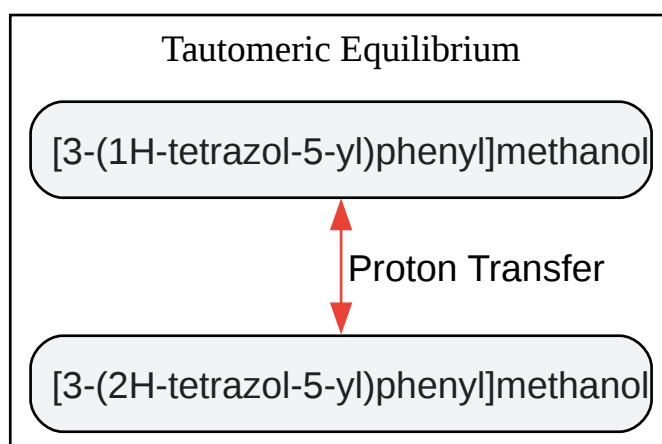 Tautomeric Equilibrium
[3-(1H-tetrazol-5-yl)phenyl]methanol
Proton Transfer
[3-(2H-tetrazol-5-yl)phenyl]methanol